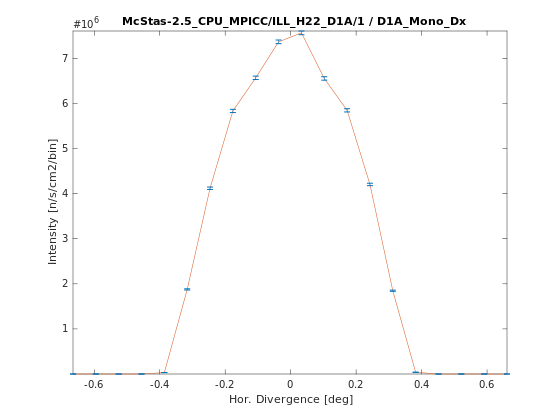 McStas-2.5_CPU_MPICC/ILL_H22_D1A/1 / D1A_Mono_Dx
#10^6
7
6
5
4
3
2
1
Intensity [n/s/cm2/bin]
-0.6 -0.4 -0.2 0 0.2 0.4 0.6
Hor. Divergence [deg]